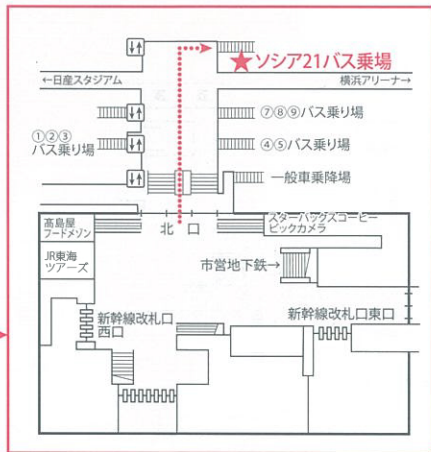 ★ソシア21バス乗場
←日産スタジアム
横浜アリーナ→
①②③
バス乗り場
⑦⑧⑨バス乗り場
④⑤バス乗り場
一般車乗降場
髙島屋
フードメゾン
北 口
スターバックスコーヒー
ビックカメラ
JR東海
ツアーズ
市営地下鉄→
新幹線改札口
西口
新幹線改札口東口